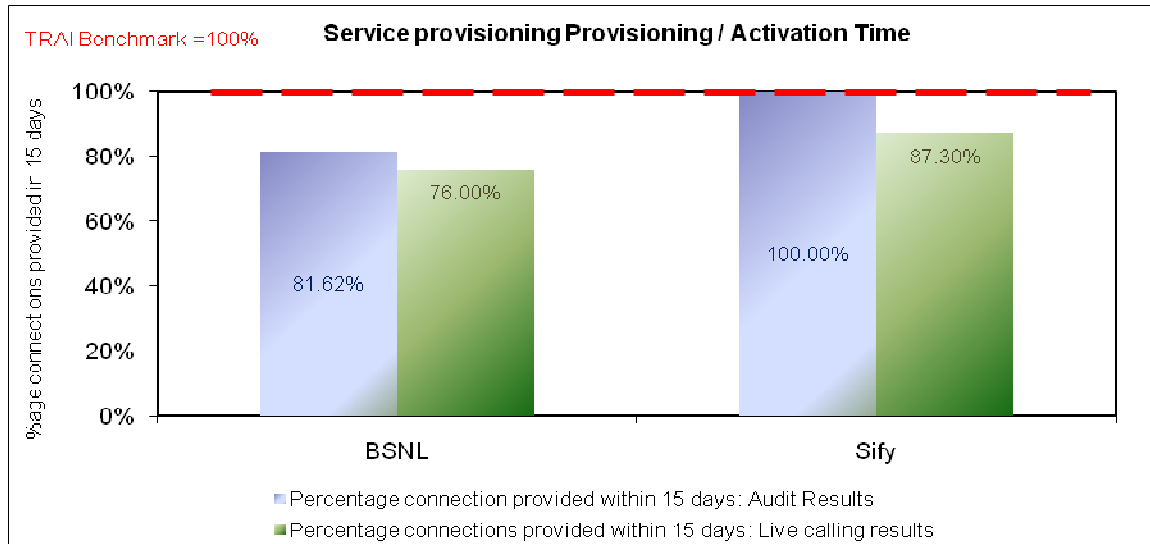 TRAI Benchmark =100%
Service provisioning Provisioning / Activation Time
%age connections provided in 15 days
100%
80%
60%
40%
20%
0%
81.62%
76.00%
100.00%
87.30%
BSNL
Sify
Percentage connection provided within 15 days: Audit Results
Percentage connections provided within 15 days: Live calling results